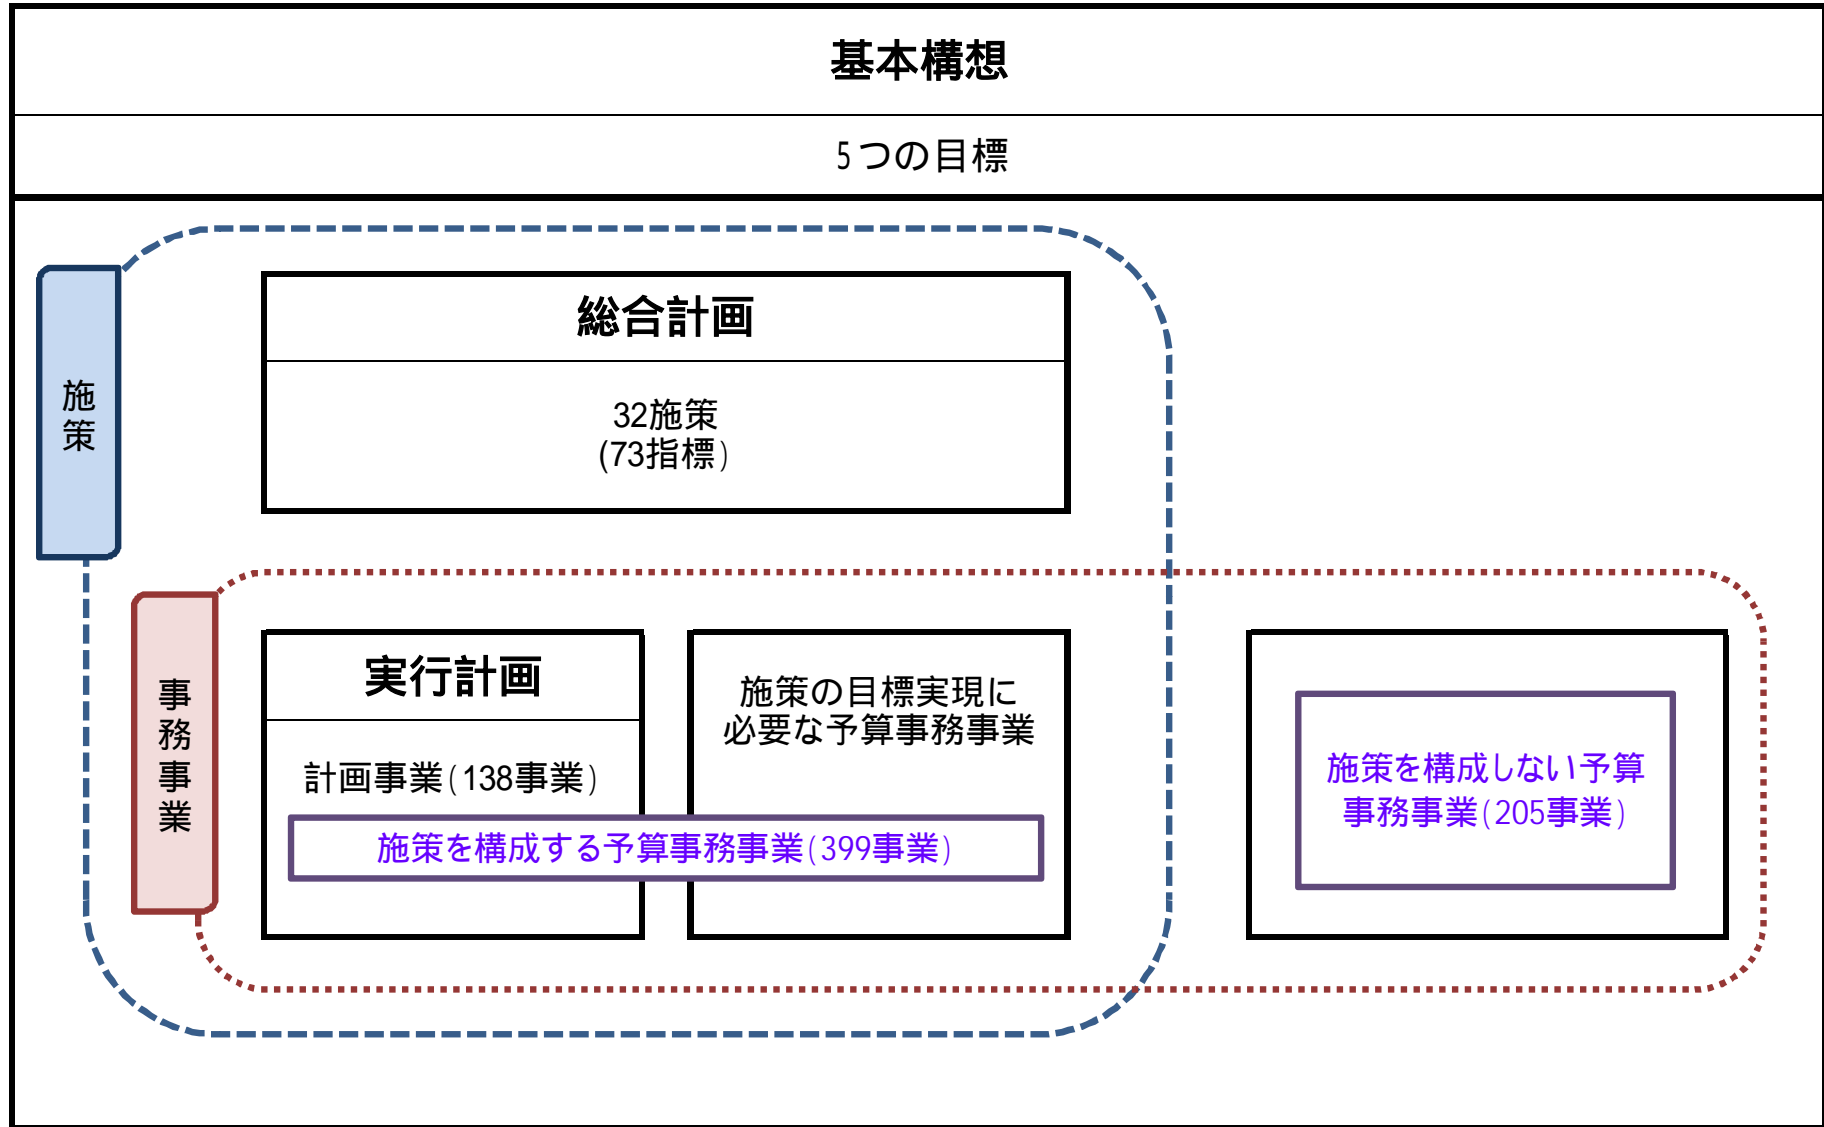 基本構想
5つの目標
施策
総合計画
32施策
(73指標)
事務事業
実行計画
計画事業(138事業)
施策の目標実現に
必要な予算事務事業
施策を構成する予算事務事業(399事業)
施策を構成しない予算
事務事業(205事業)